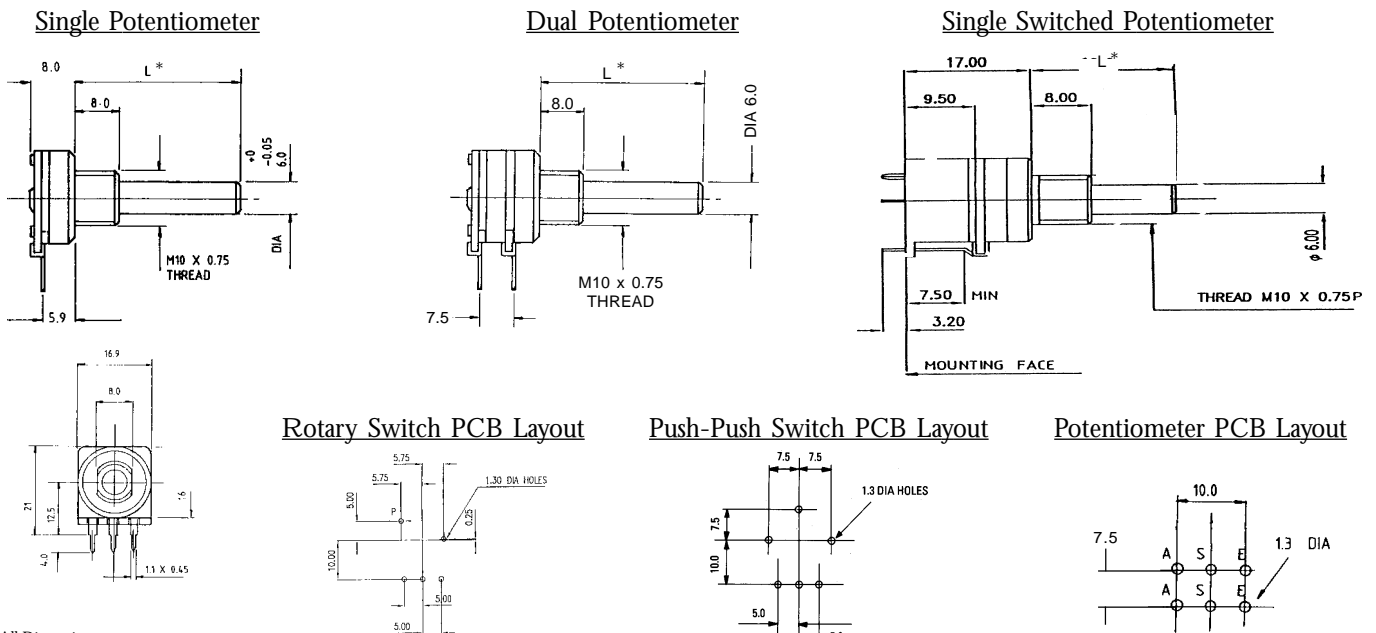 Single Potentiometer
Dual Potentiometer
Single Switched Potentiometer
8.0
L*
8.0
+0
-0.05
6.0
DIA
M10 X 0.75
THREAD
5.9
L*
8.0
DIA 6.0
M10 x 0.75
THREAD
7.5
17.00
L*
9.50
8.00
φ 6.00
7.50 MIN
THREAD M10 X 0.75P
3.20
MOUNTING FACE
16.9
8.0
21
12.5
16
4.0
1.1 X 0.45
Rotary Switch PCB Layout
5.75
5.75
1.30 DIA HOLES
5.00
P
0.25
10.00
5.00
5.00
Push-Push Switch PCB Layout
7.5 7.5
1.3 DIA HOLES
7.5
10.0
5.0
Potentiometer PCB Layout
10.0
7.5
1.3 DIA
A S E
A S E